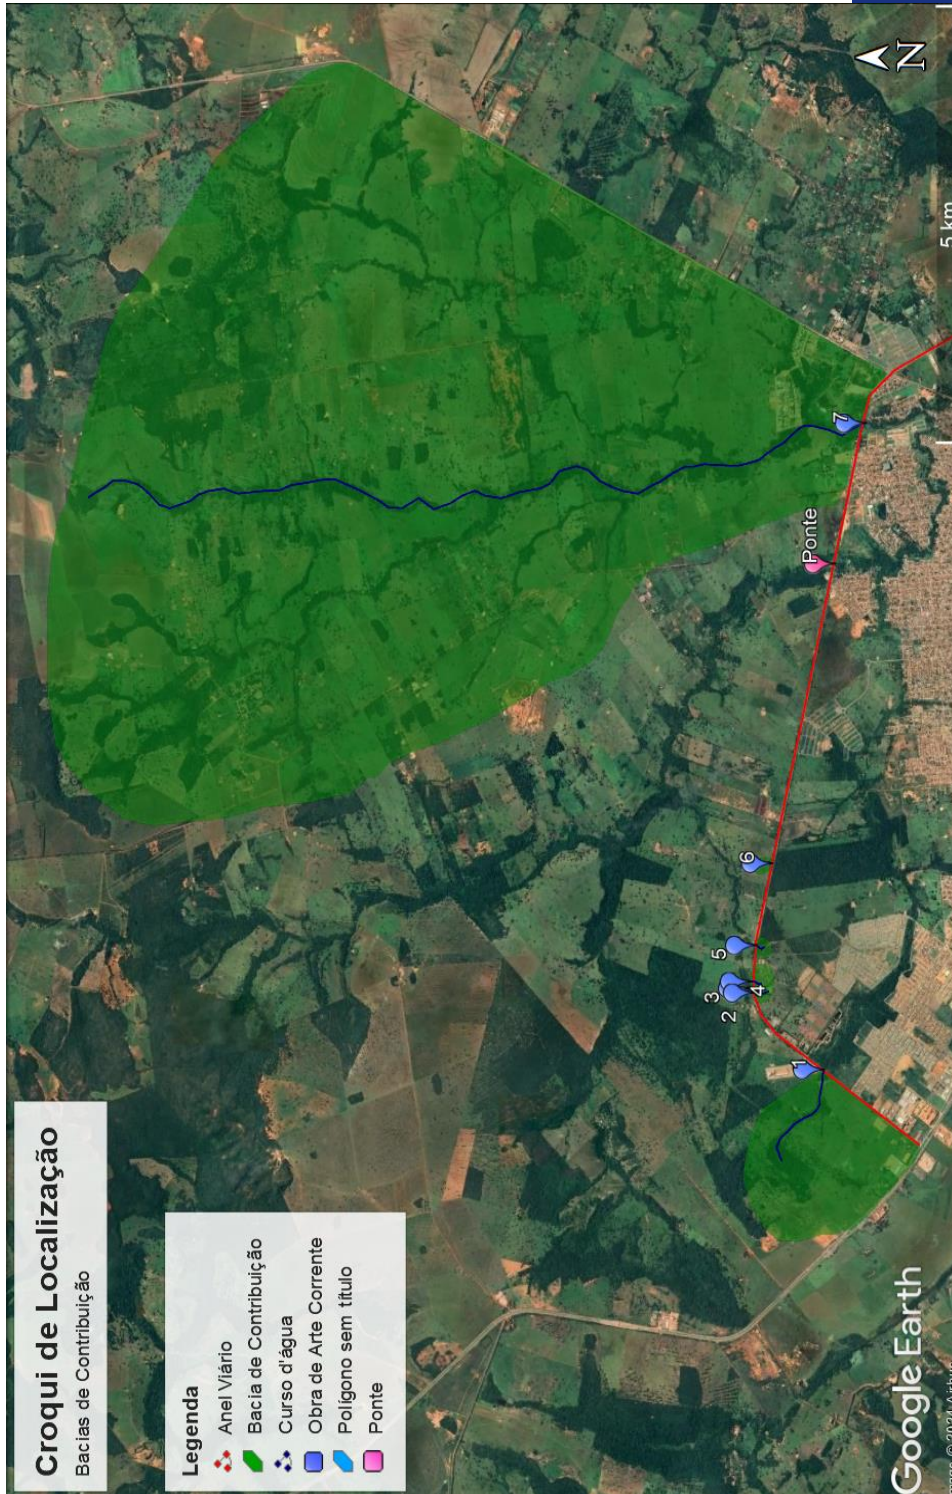 Croqui de Localização
Bacias de Contribuição
Legenda
Anel Viário
Bacia de Contribuição
Curso d'água
Obra de Arte Corrente
Polígono sem título
Ponte
1
2
3
4
5
6
Ponte
7
N
Google Earth
5 km